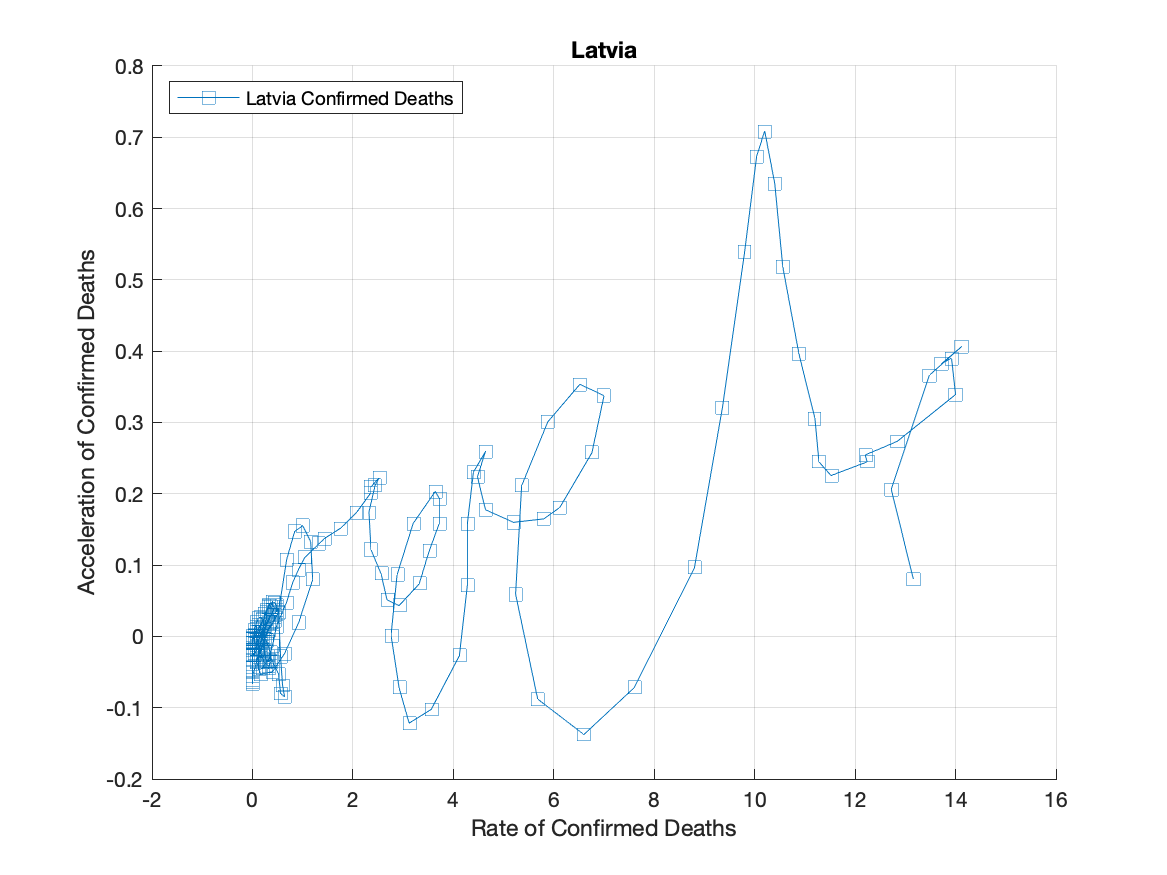 Latvia
Latvia Confirmed Deaths
Acceleration of Confirmed Deaths
0.8
0.7
0.6
0.5
0.4
0.3
0.2
0.1
0
-0.1
-0.2
-2 0 2 4 6 8 10 12 14 16
Rate of Confirmed Deaths